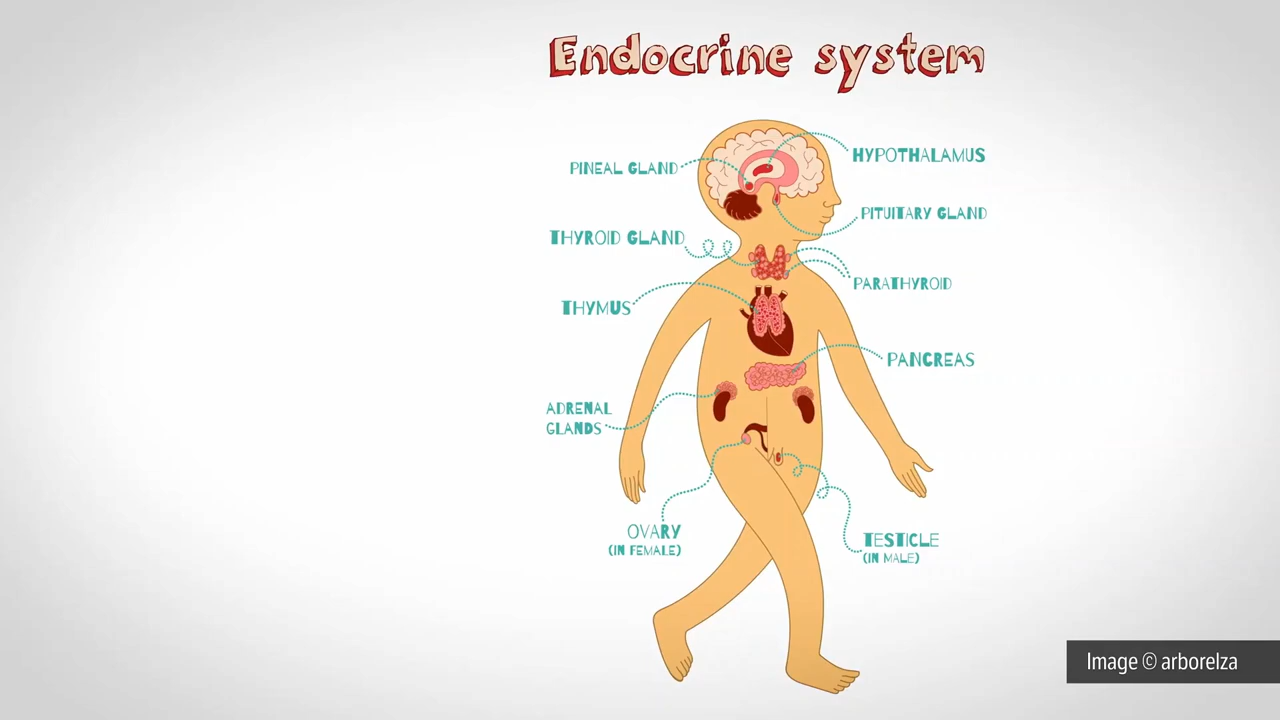 Endocrine system
PINEAL GLAND
HYPOTHALAMUS
PITUITARY GLAND
THYROID GLAND
PARATHYROID
THYMUS
PANCREAS
ADRENAL
GLANDS
OVARY
(IN FEMALE)
TESTICLE
(IN MALE)
Image © arborelza